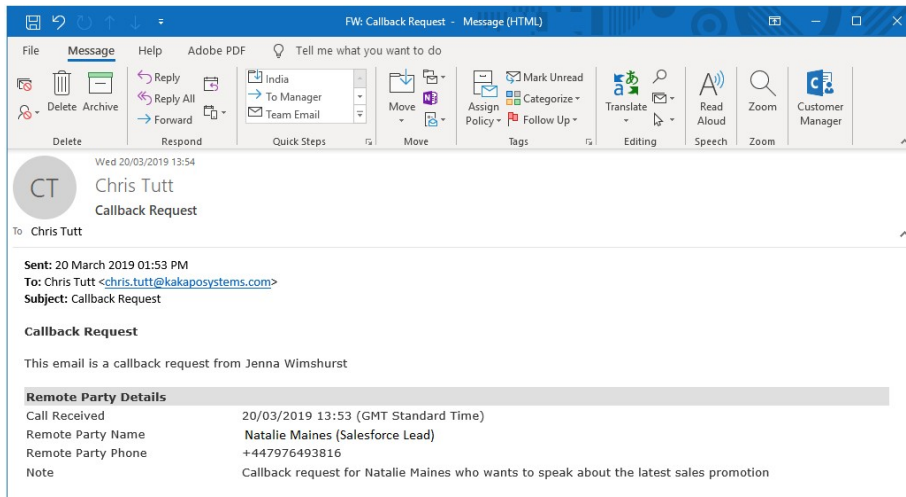 FW: Callback Request - Message (HTML)
File Message Help Adobe PDF Tell me what you want to do
Delete Archive
Reply
Reply All
Forward
India
To Manager
Team Email
Move
Assign Policy
Mark Unread
Categorize
Follow Up
Translate
Read Aloud
Zoom
Customer Manager
Delete Respond Quick Steps Move Tags Editing Speech Zoom
Wed 20/03/2019 13:54
CT
Chris Tutt
Callback Request
To Chris Tutt
Sent: 20 March 2019 01:53 PM
To: Chris Tutt <chris.tutt@kakaposystems.com>
Subject: Callback Request
Callback Request
This email is a callback request from Jenna Wimshurst
Remote Party Details
Call Received 20/03/2019 13:53 (GMT Standard Time)
Remote Party Name Natalie Maines (Salesforce Lead)
Remote Party Phone +447976493816
Note Callback request for Natalie Maines who wants to speak about the latest sales promotion